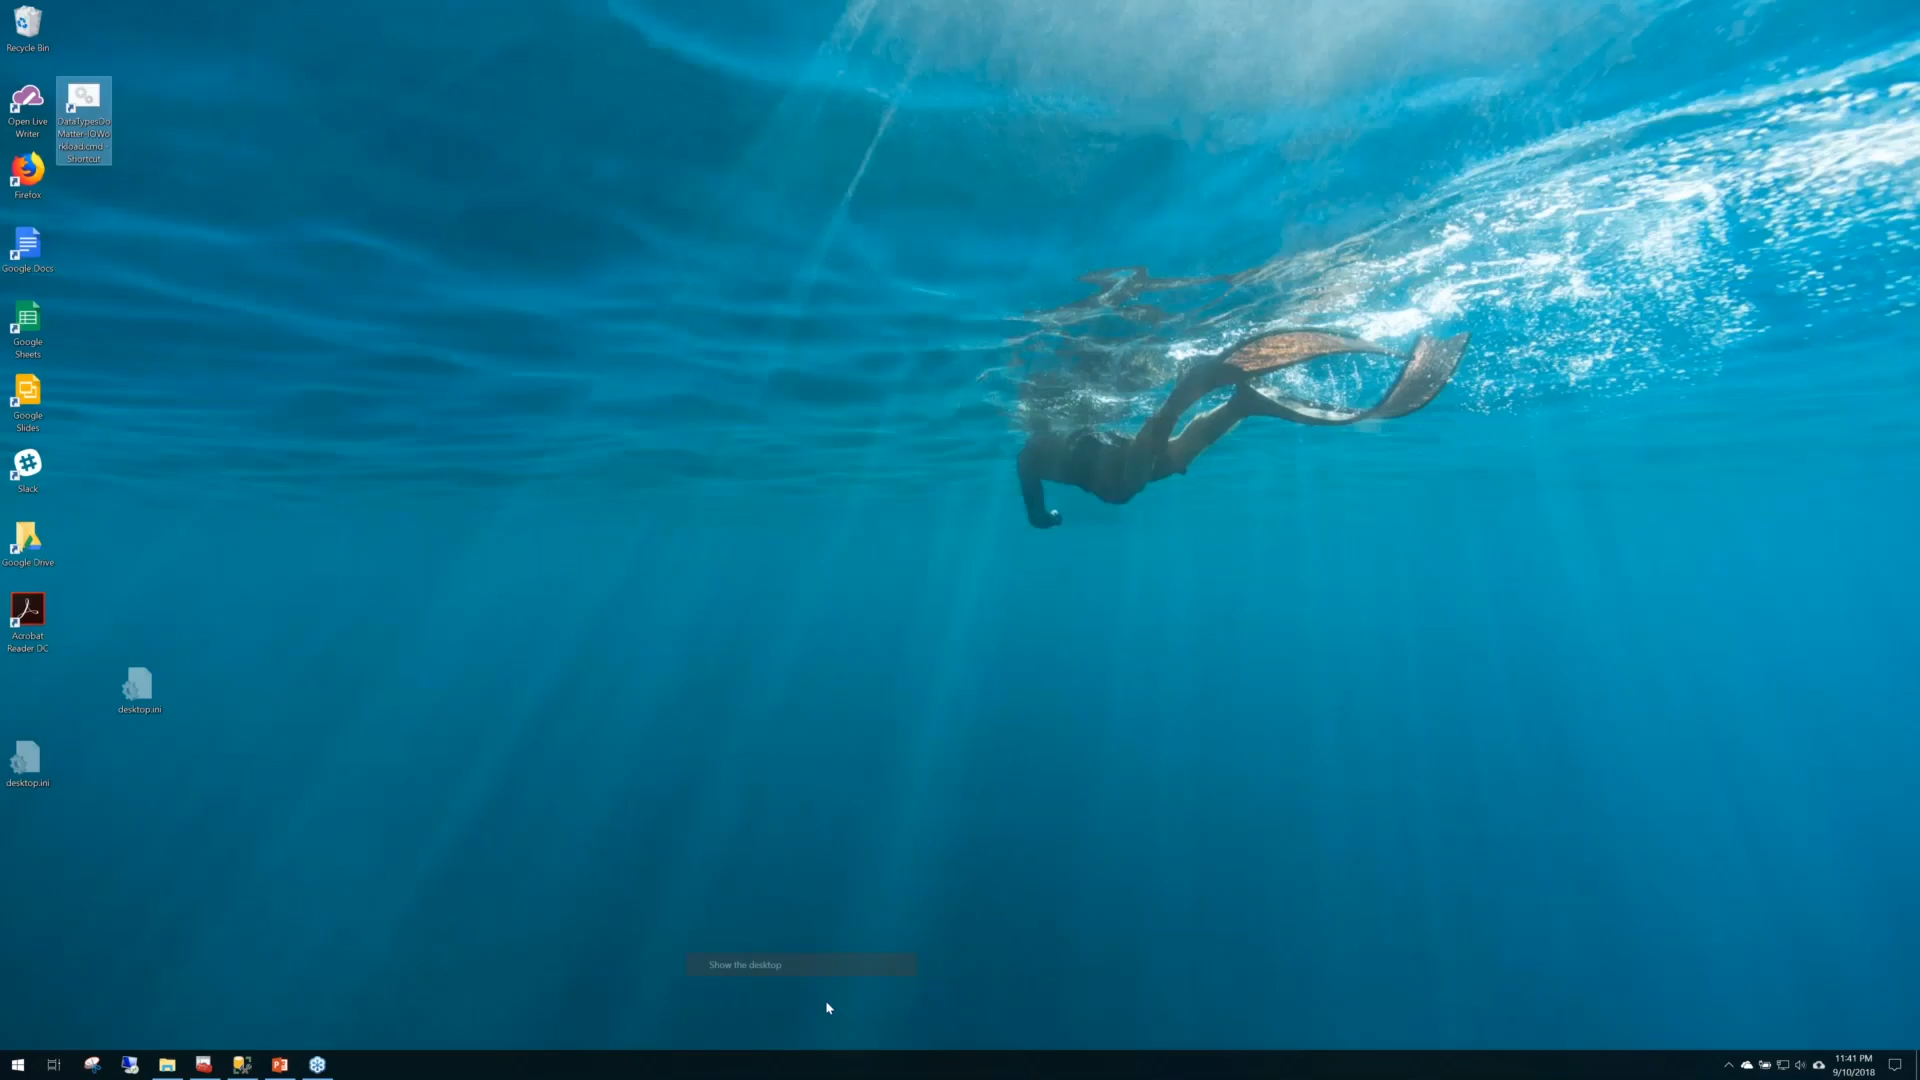 Recycle Bin
Open Live
Writer
DataTypesDo
Matter-IOWo
rkload.cmd -
Shortcut
Firefox
Google Docs
Google
Sheets
Google
Slides
Slack
Google Drive
Acrobat
Reader DC
desktop.ini
desktop.ini
Show the desktop
11:41 PM
9/10/2018